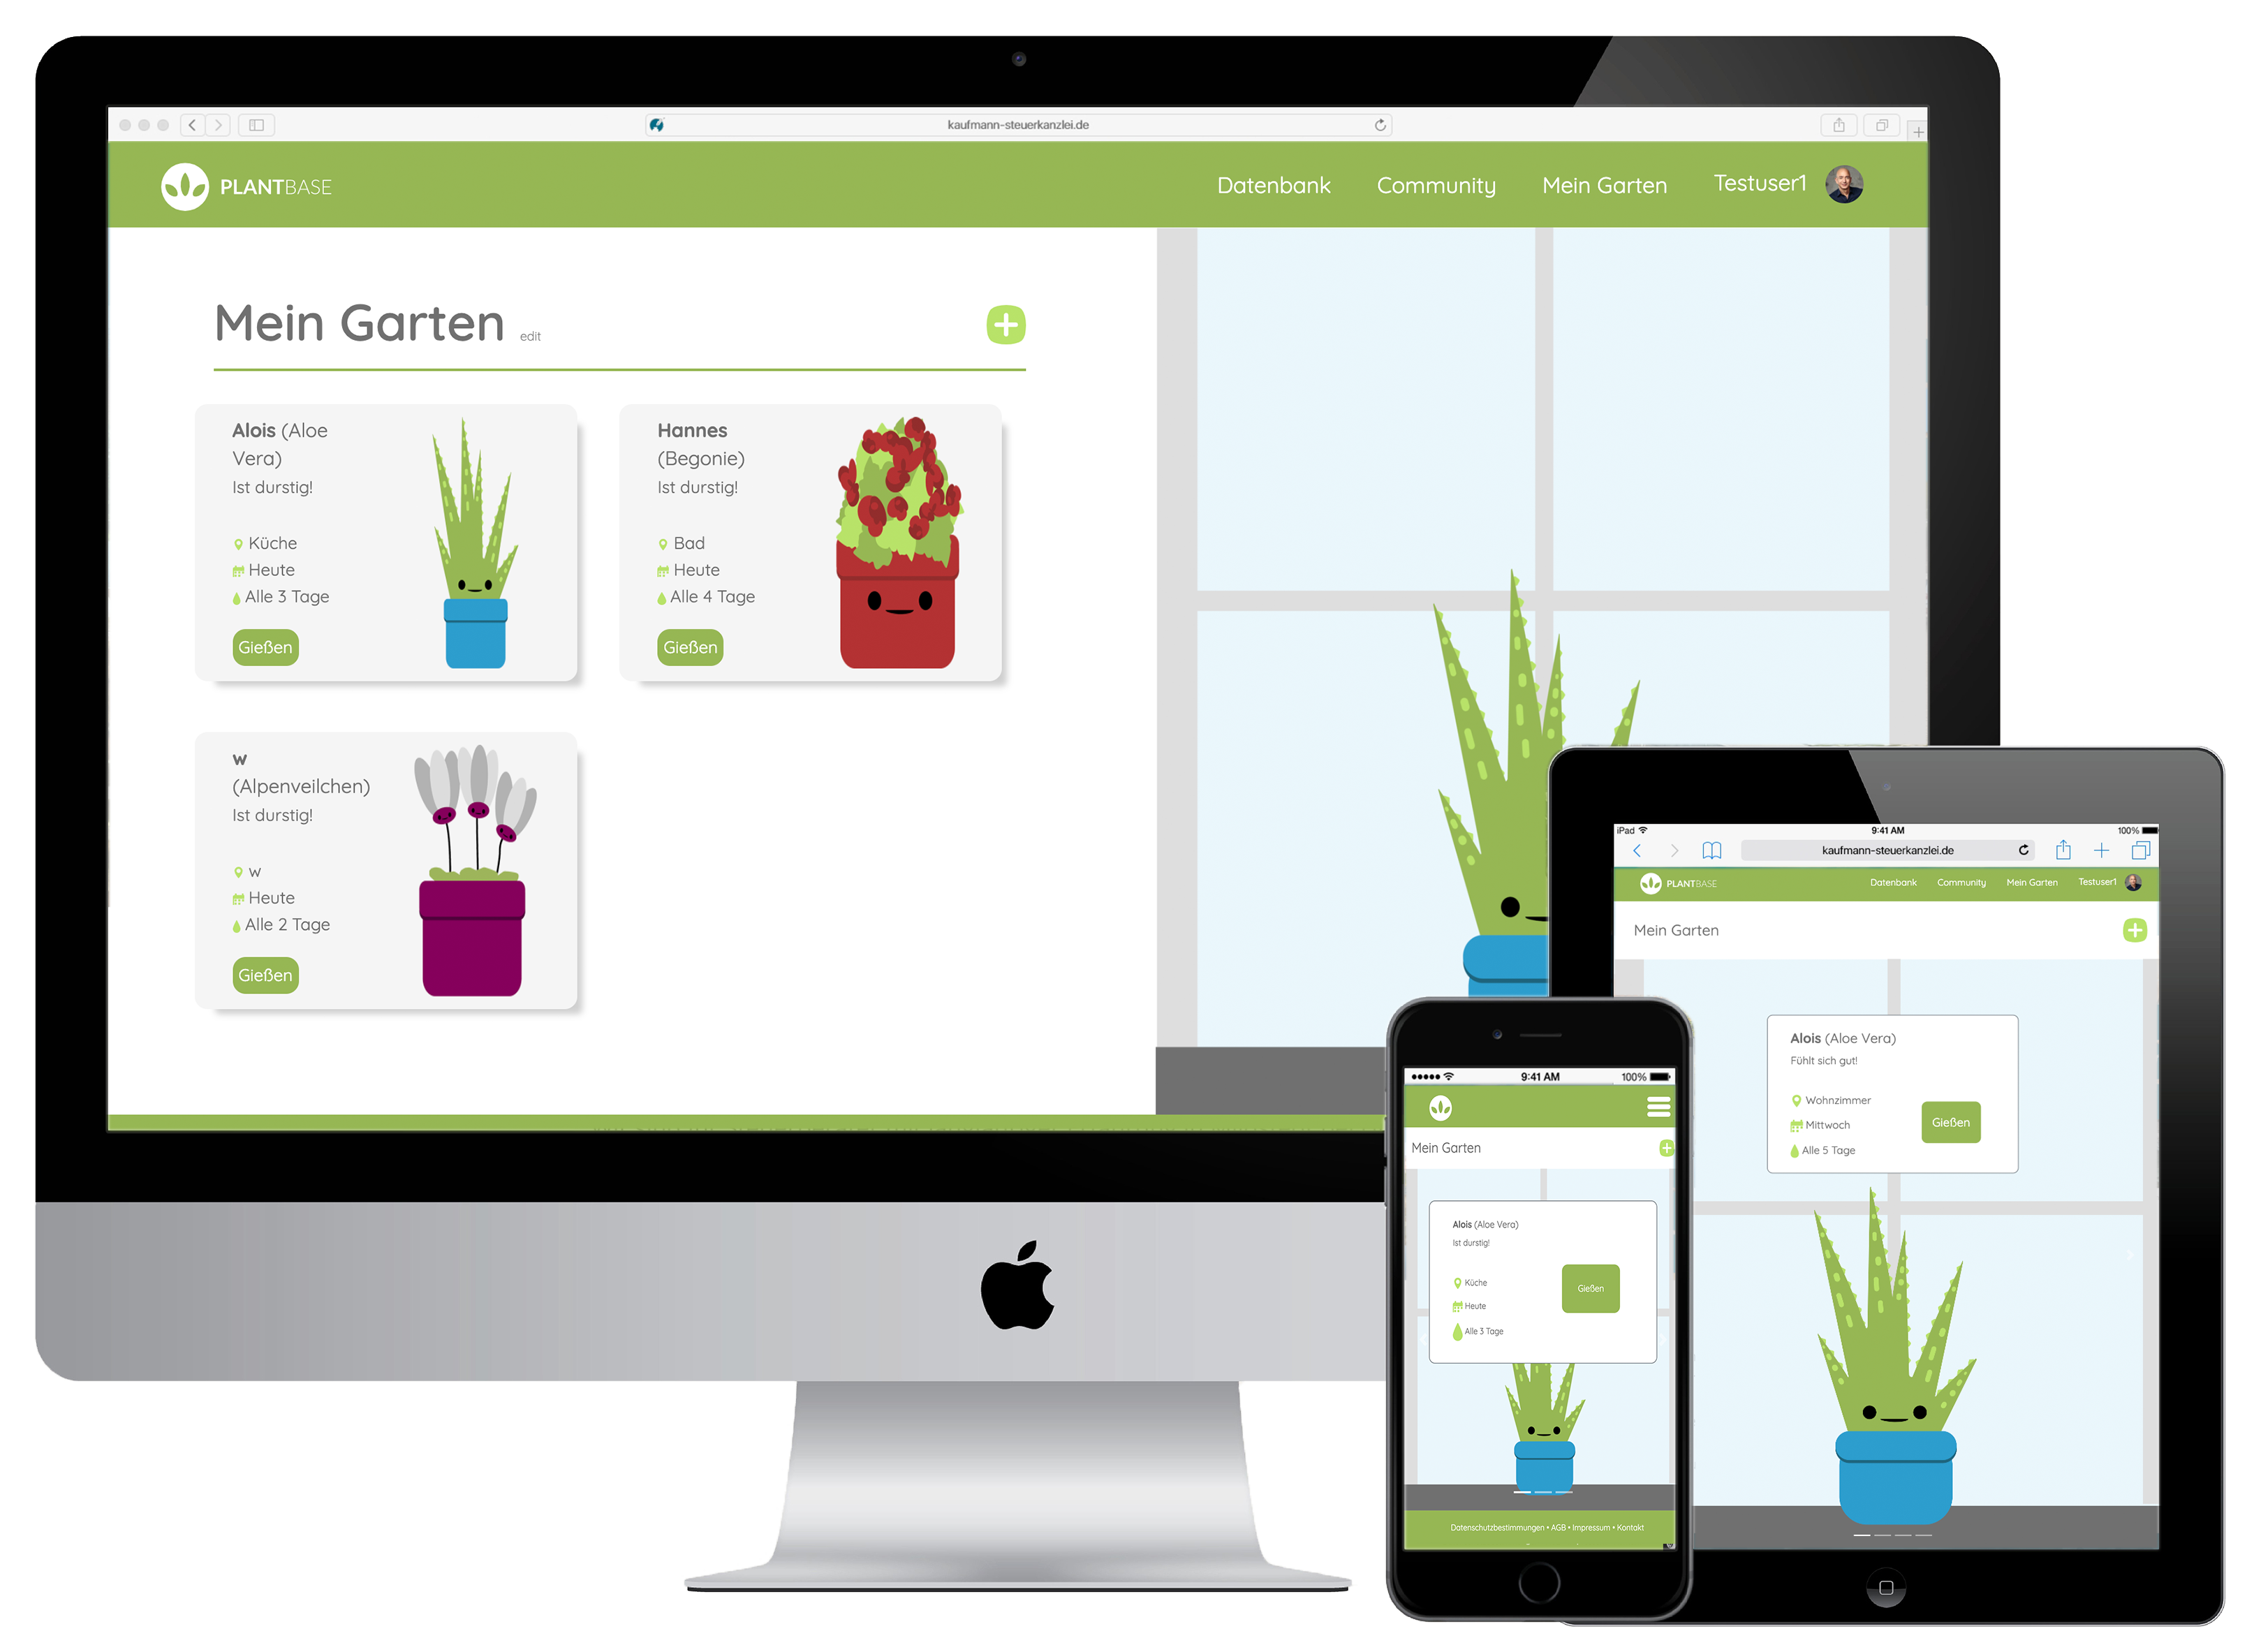 kaufmann-steuerkanzlei.de
PLANTBASE
Datenbank
Community
Mein Garten
Testuser1
Mein Garten
edit
Alois (Aloe
Vera)
Ist durstig!
Küche
Heute
Alle 3 Tage
Gießen
Hannes
(Begonie)
Ist durstig!
Bad
Heute
Alle 4 Tage
Gießen
w
(Alpenveilchen)
Ist durstig!
w
Heute
Alle 2 Tage
Gießen
iPad
9:41 AM
100%
kaufmann-steuerkanzlei.de
PLANTBASE
Datenbank
Community
Mein Garten
Testuser1
Mein Garten
Alois (Aloe Vera)
Fühlt sich gut!
Wohnzimmer
Mittwoch
Alle 5 Tage
Gießen
9:41 AM
100%
Mein Garten
Alois (Aloe Vera)
Ist durstig!
Küche
Heute
Alle 3 Tage
Gießen
Datenschutzbestimmungen • AGB • Impressum • Kontakt